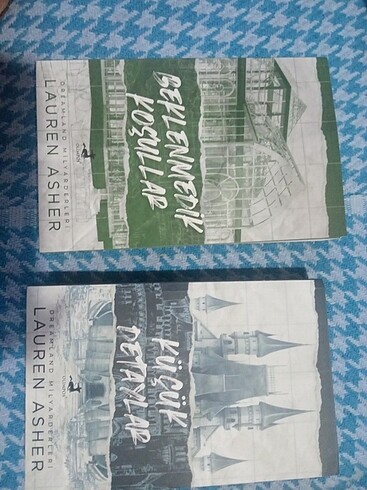 BEKLENMEDİK
KOŞULLAR
DREAMLAND MİLYARDERLERİ
LAUREN ASHER
KÜÇÜK
DETAYLAR
DREAMLAND MİLYARDERLERİ
LAUREN ASHER